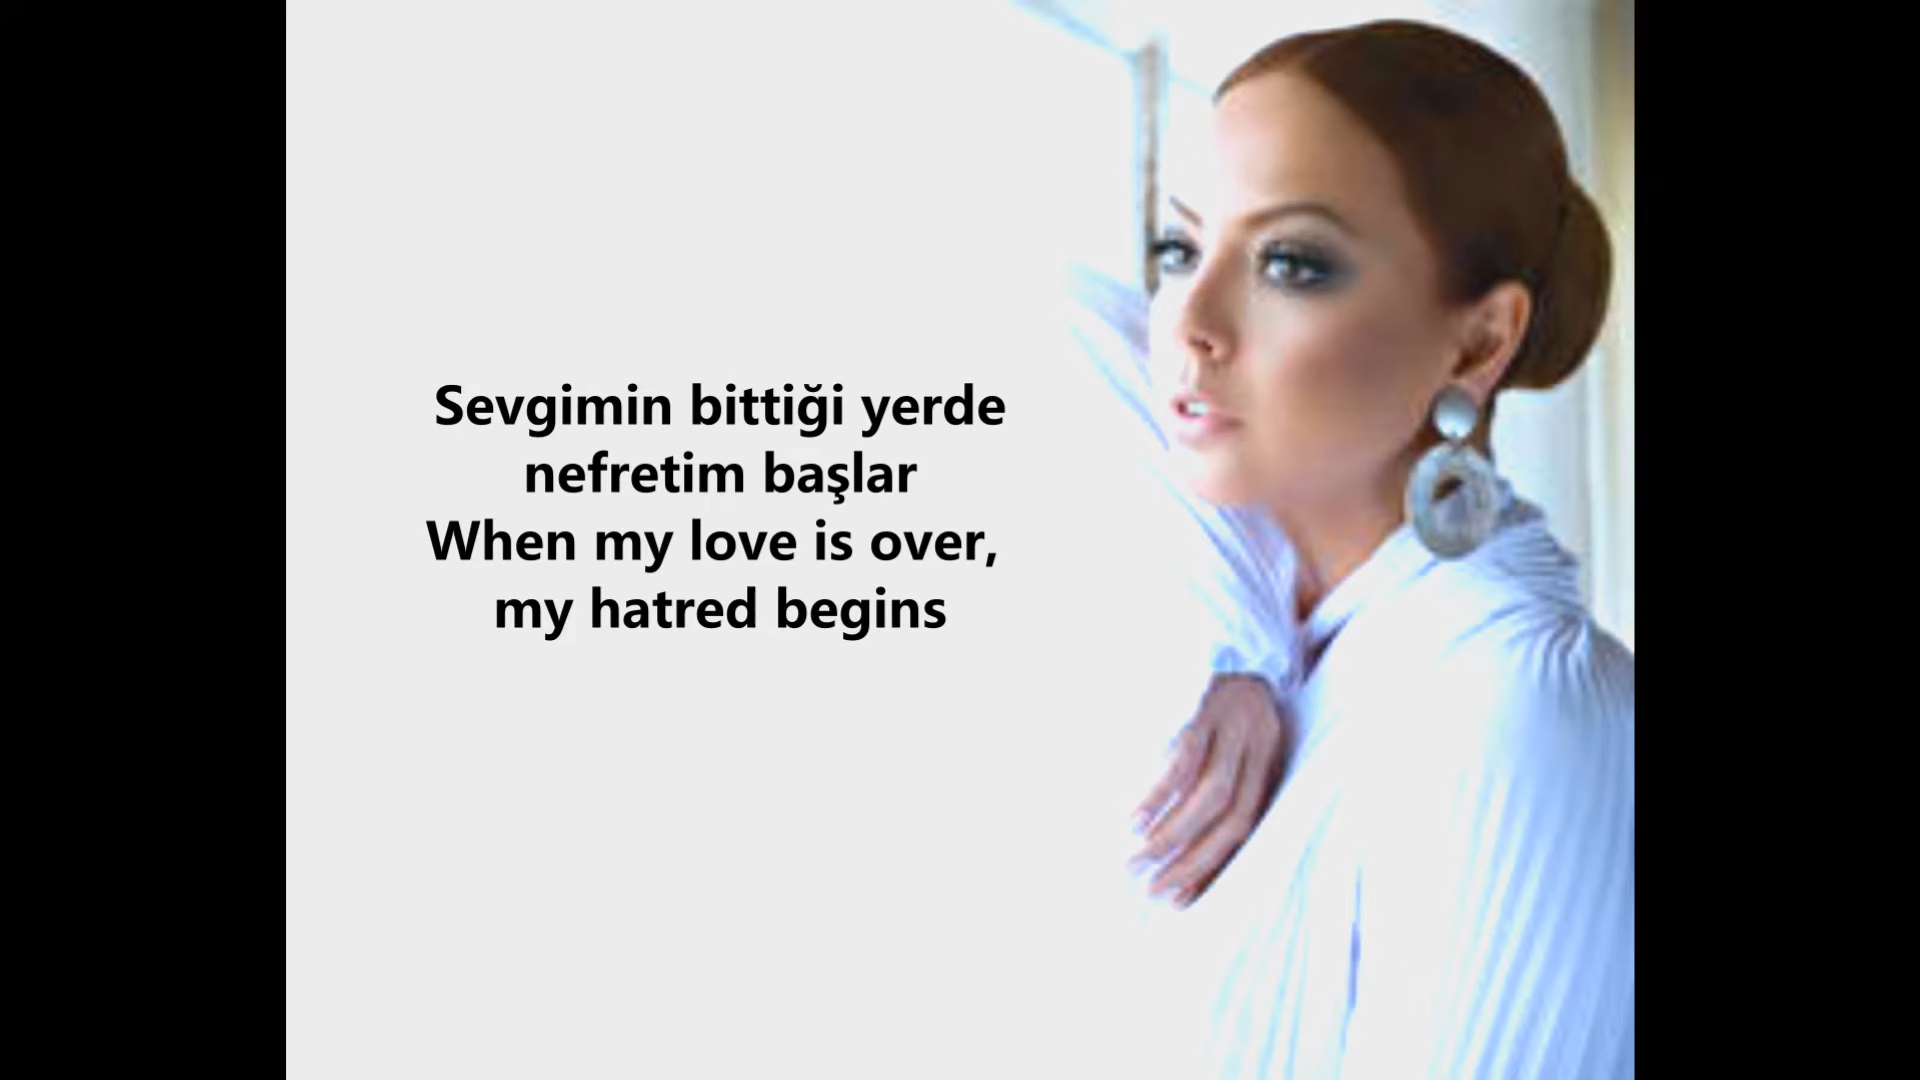 Sevgimin bittiği yerde
nefretim başlar
When my love is over,
my hatred begins